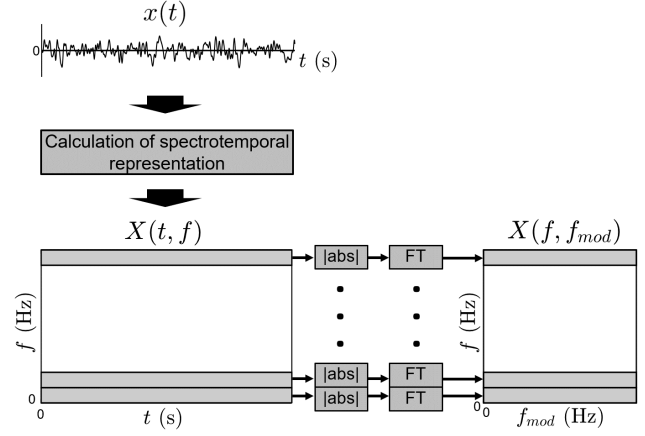 x(t)
0
t (s)
Calculation of spectrotemporal
representation
X(t, f)
X(f, f_mod)
|abs| FT
|abs| FT
|abs| FT
f (Hz)
0
0
t (s)
f (Hz)
0
0
f_mod (Hz)